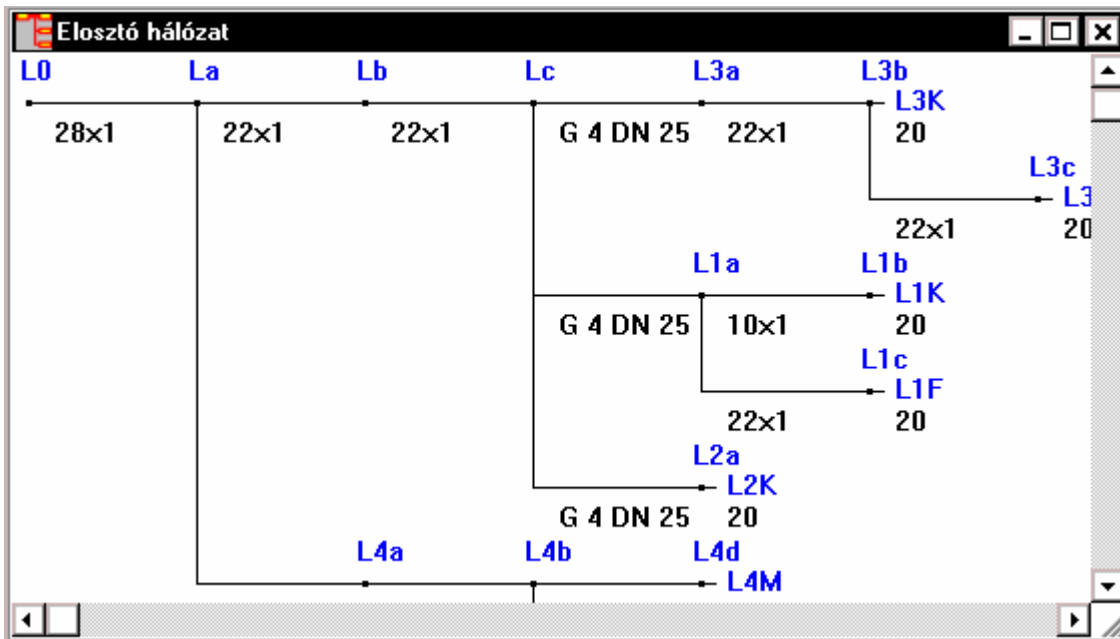 Elosztó hálózat
L0 La Lb Lc L3a L3b
L3K
28x1 22x1 22x1 G 4 DN 25 22x1 20
L3c
L3
22x1 20
L1a L1b
L1K
G 4 DN 25 10x1 20
L1c
L1F
22x1 20
L2a
L2K
G 4 DN 25 20
L4a L4b L4d
L4M